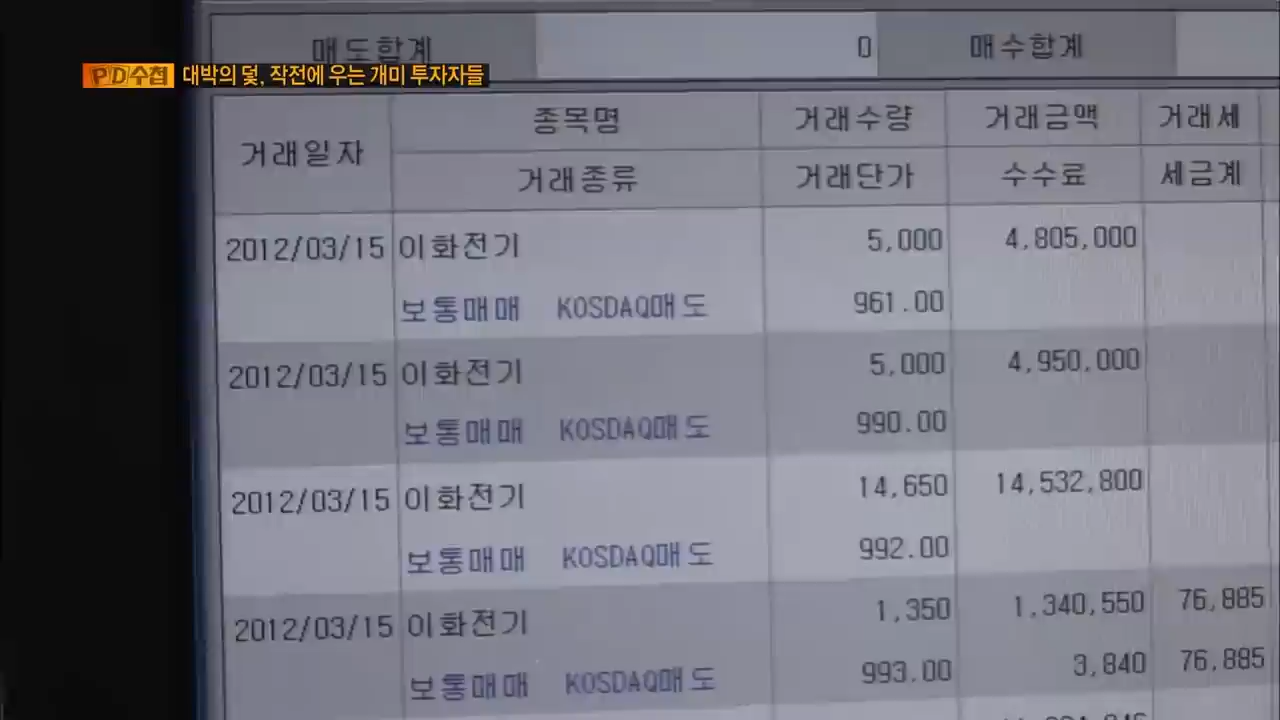 매도합계 0 매수합계
PD수첩 대박의 덫, 작전에 우는 개미 투자자들
종목명 거래수량 거래금액 거래세
거래일자
거래종류 거래단가 수수료 세금계
2012/03/15 이화전기 5,000 4,805,000
보통매매 KOSDAQ매도 961.00
2012/03/15 이화전기 5,000 4,950,000
보통매매 KOSDAQ매도 990.00
2012/03/15 이화전기 14,650 14,532,800
보통매매 KOSDAQ매도 992.00
2012/03/15 이화전기 1,350 1,340,550 76,885
보통매매 KOSDAQ매도 993.00 3,840 76,885